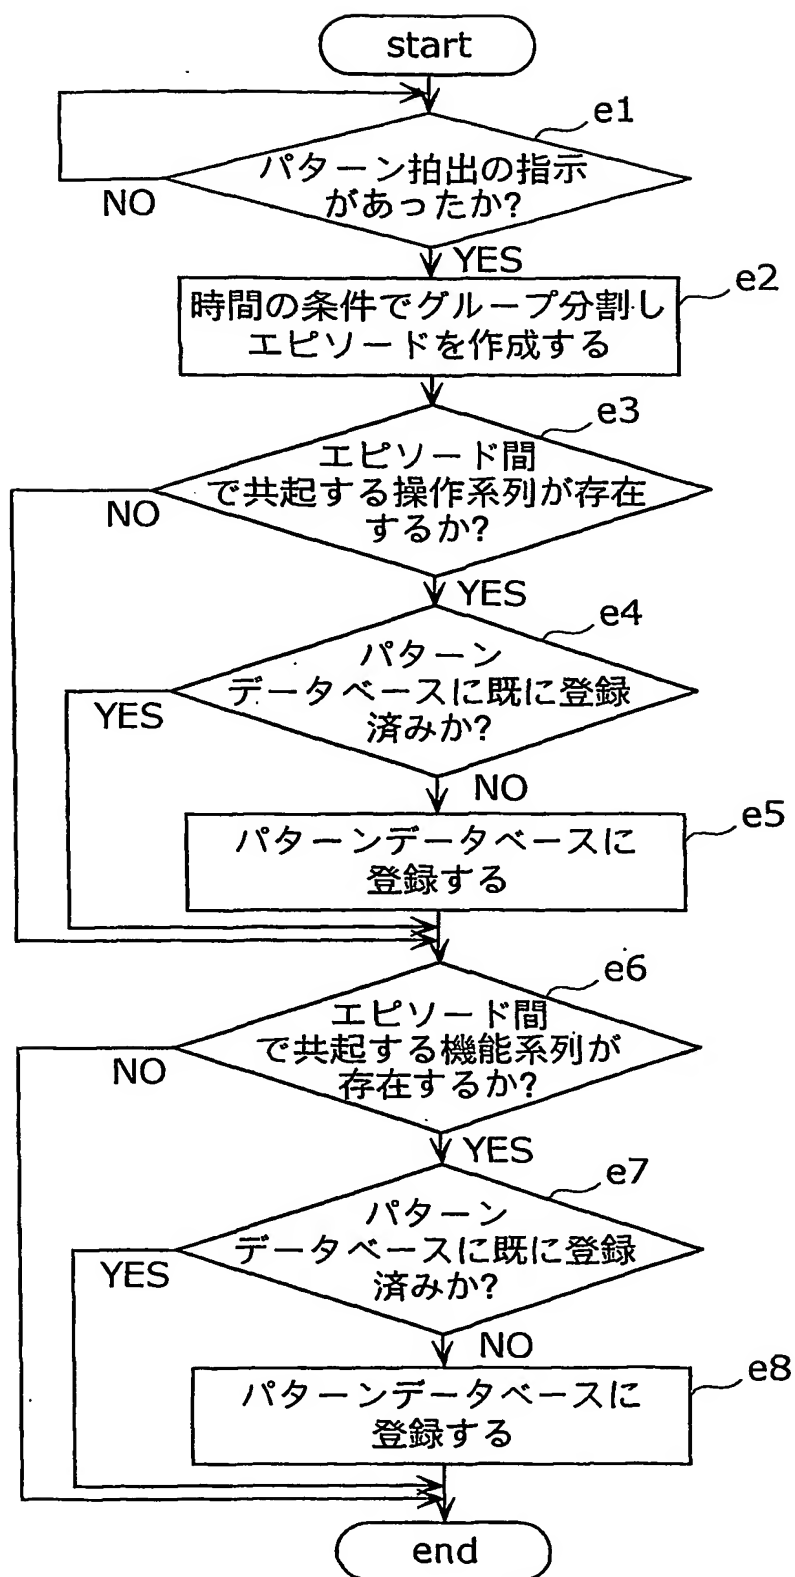 start
e1
パターン拍出の指示
があったか?
NO
YES
e2
時間の条件でグループ分割し
エピソードを作成する
e3
エピソード間
で共起する操作系列が存在
するか?
NO
YES
e4
パターン
データベースに既に登録
済みか?
YES
NO
e5
パターンデータベースに
登録する
e6
エピソード間
で共起する機能系列が
存在するか?
NO
YES
e7
パターン
データベースに既に登録
済みか?
YES
NO
e8
パターンデータベースに
登録する
end